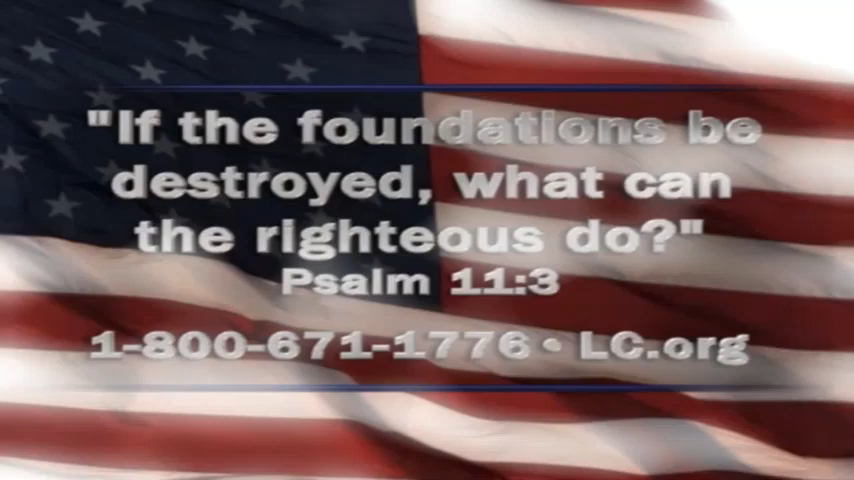 "If the foundations be
destroyed, what can
the righteous do?"
Psalm 11:3
1-800-671-1776 • LC.org